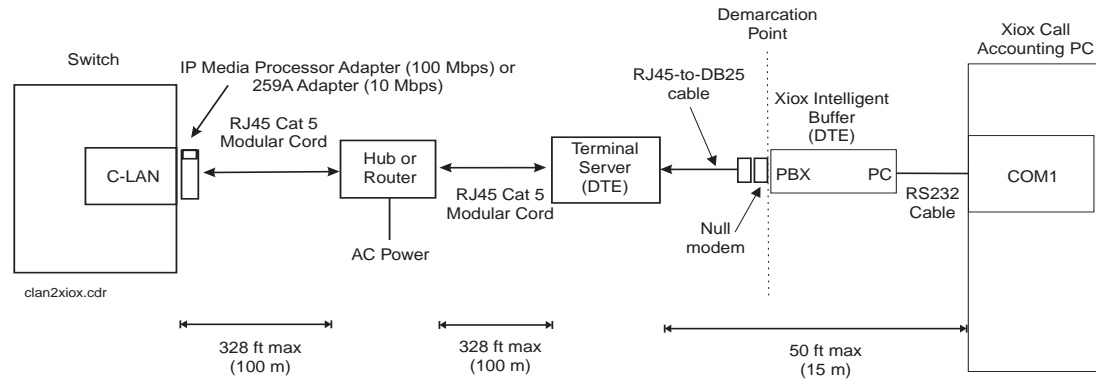 Switch
IP Media Processor Adapter (100 Mbps) or
259A Adapter (10 Mbps)
RJ45 Cat 5
Modular Cord
C-LAN
Hub or
Router
AC Power
RJ45 Cat 5
Modular Cord
Terminal
Server
(DTE)
RJ45-to-DB25
cable
Demarcation
Point
Null
modem
Xiox Intelligent
Buffer
(DTE)
PBX
PC
RS232
Cable
Xiox Call
Accounting PC
COM1
clan2xiox.cdr
328 ft max
(100 m)
328 ft max
(100 m)
50 ft max
(15 m)